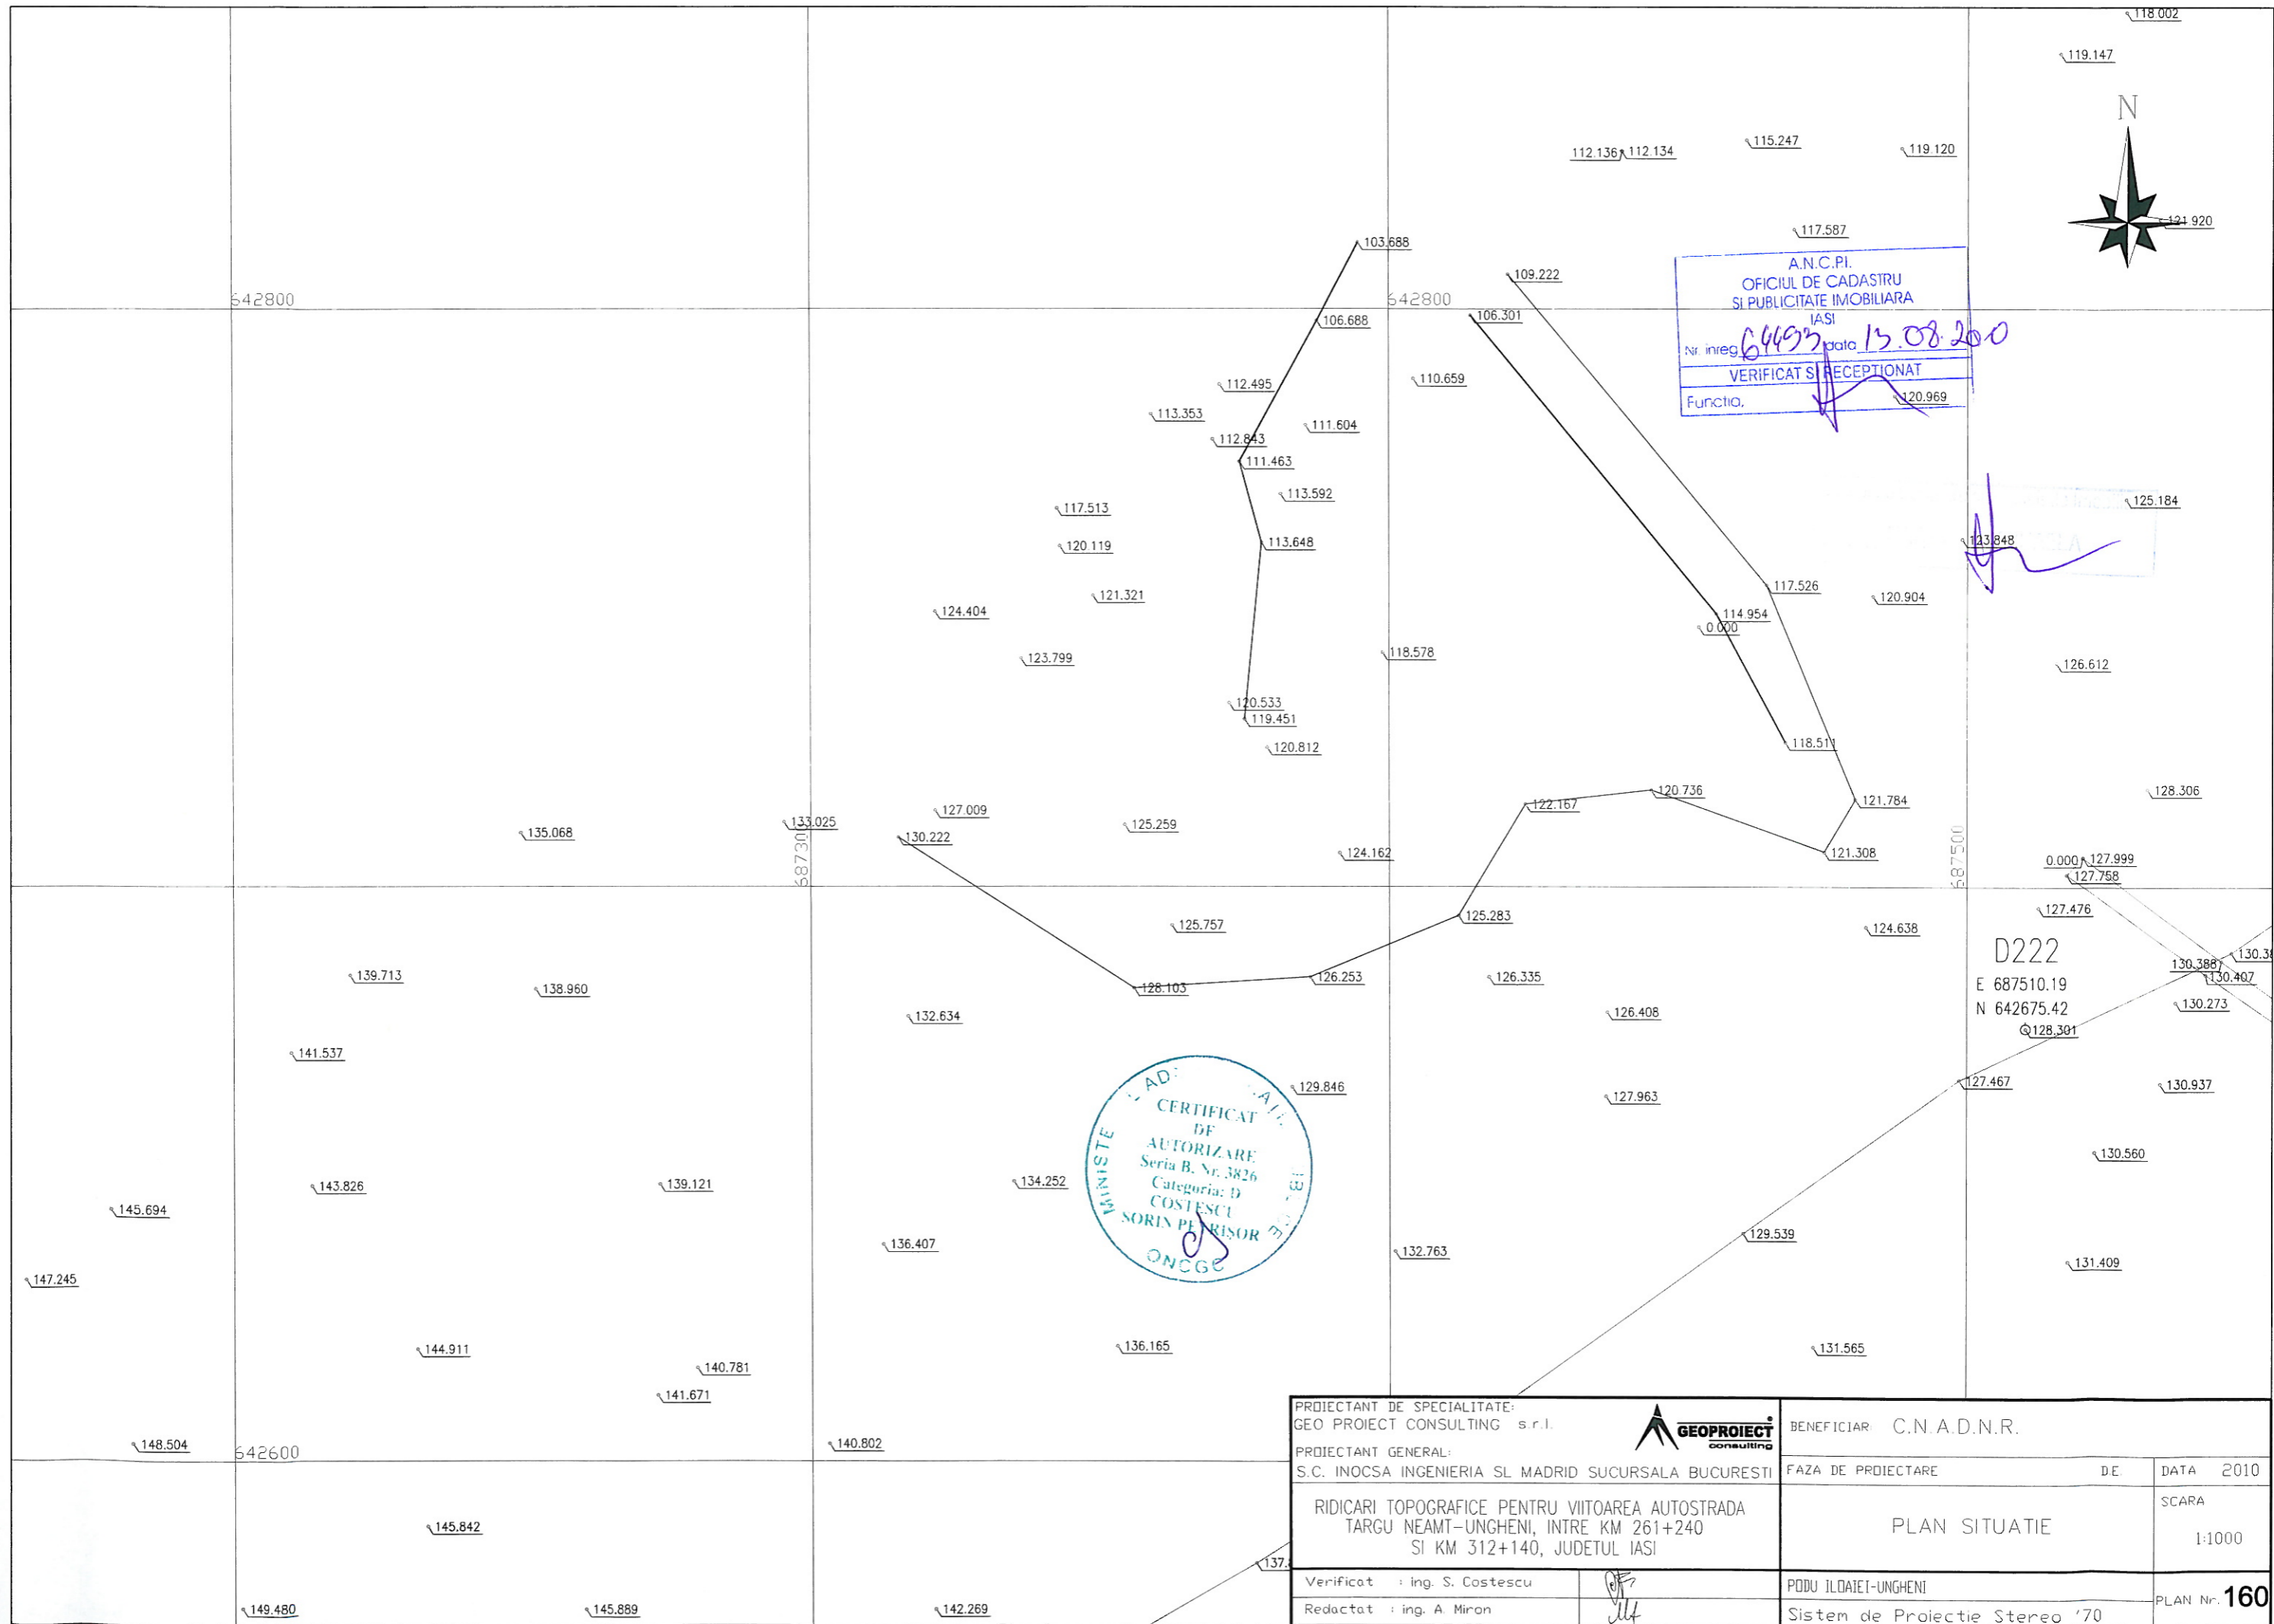 118.002
119.147
N
115.247
112.136 112.134
119.120
121.920
117.587
103.688
A.N.C.P.I.
OFICIUL DE CADASTRU
SI PUBLICITATE IMOBILIARA
IASI
Nr. inreg 64493 data 13.08.2010
VERIFICAT SI RECEPTIONAT
Functia,
109.222
642800
642800
106.688
106.301
112.495
110.659
120.969
113.353
111.604
112.843
111.463
113.592
125.184
117.513
123.848
120.119
113.648
117.526
121.321
120.904
124.404
114.954
0.000
123.799
118.578
126.612
120.533
119.451
118.511
120.812
128.306
121.784
120.736
122.167
127.009
133.025
125.259
135.068
130.222
687300
124.162
121.308
687500
0.000 127.999
127.758
127.476
125.283
125.757
124.638
D222
130.38
130.388
130.407
139.713
126.253
126.335
E 687510.19
138.960
128.103
130.273
N 642675.42
132.634
126.408
128.301
141.537
127.467
129.846
130.937
127.963
MINISTE
CERTIFICAT
DE
AUTORIZARE
Seria B, Nr. 3826
Categoria: D
COSTESCU
SORIN PETRISOR
ONCGC
130.560
143.826
139.121
134.252
145.694
129.539
136.407
132.763
131.409
147.245
136.165
144.911
131.565
140.781
141.671
148.504
642600
140.802
145.842
137.
149.480
145.889
142.269
PROIECTANT DE SPECIALITATE:
GEO PROIECT CONSULTING s.r.l.
GEOPROIECT
consulting
PROIECTANT GENERAL:
S.C. INOCSA INGENIERIA SL MADRID SUCURSALA BUCURESTI
BENEFICIAR: C.N.A.D.N.R.
FAZA DE PROIECTARE D.E.
DATA 2010
RIDICARI TOPOGRAFICE PENTRU VIITOAREA AUTOSTRADA
TARGU NEAMT-UNGHENI, INTRE KM 261+240
SI KM 312+140, JUDETUL IASI
PLAN SITUATIE
SCARA
1:1000
Verificat : ing. S. Costescu
Redactat : ing. A. Miron
PODU ILOAIEI-UNGHENI
Sistem de Proiectie Stereo '70
PLAN Nr. 160